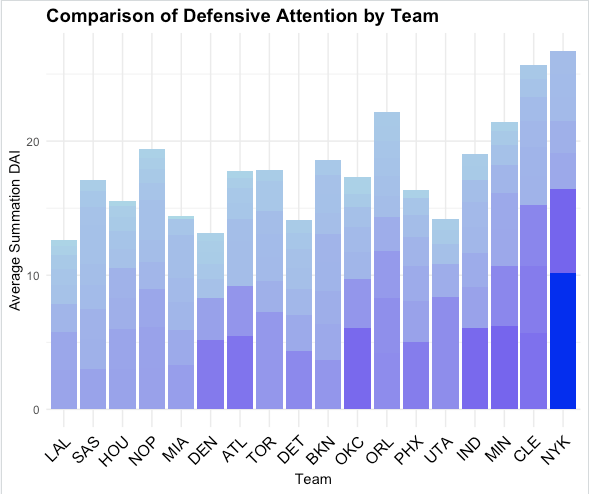 Comparison of Defensive Attention by Team
Average Summation DAI
20
10
0
LAL SAS HOU NOP MIA DEN ATL TOR DET BKN OKC ORL PHX UTA IND MIN CLE NYK
Team